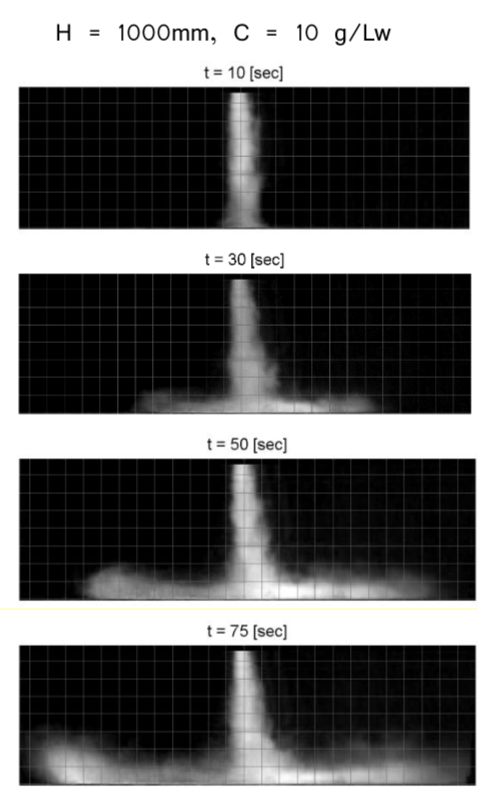 H = 1000mm, C = 10 g/Lw
t = 10 [sec]
t = 30 [sec]
t = 50 [sec]
t = 75 [sec]